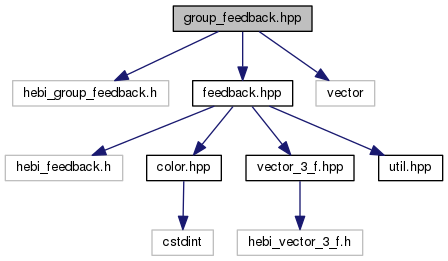 group_feedback.hpp
hebi_group_feedback.h
feedback.hpp
vector
hebi_feedback.h
color.hpp
vector_3_f.hpp
util.hpp
cstdint
hebi_vector_3_f.h